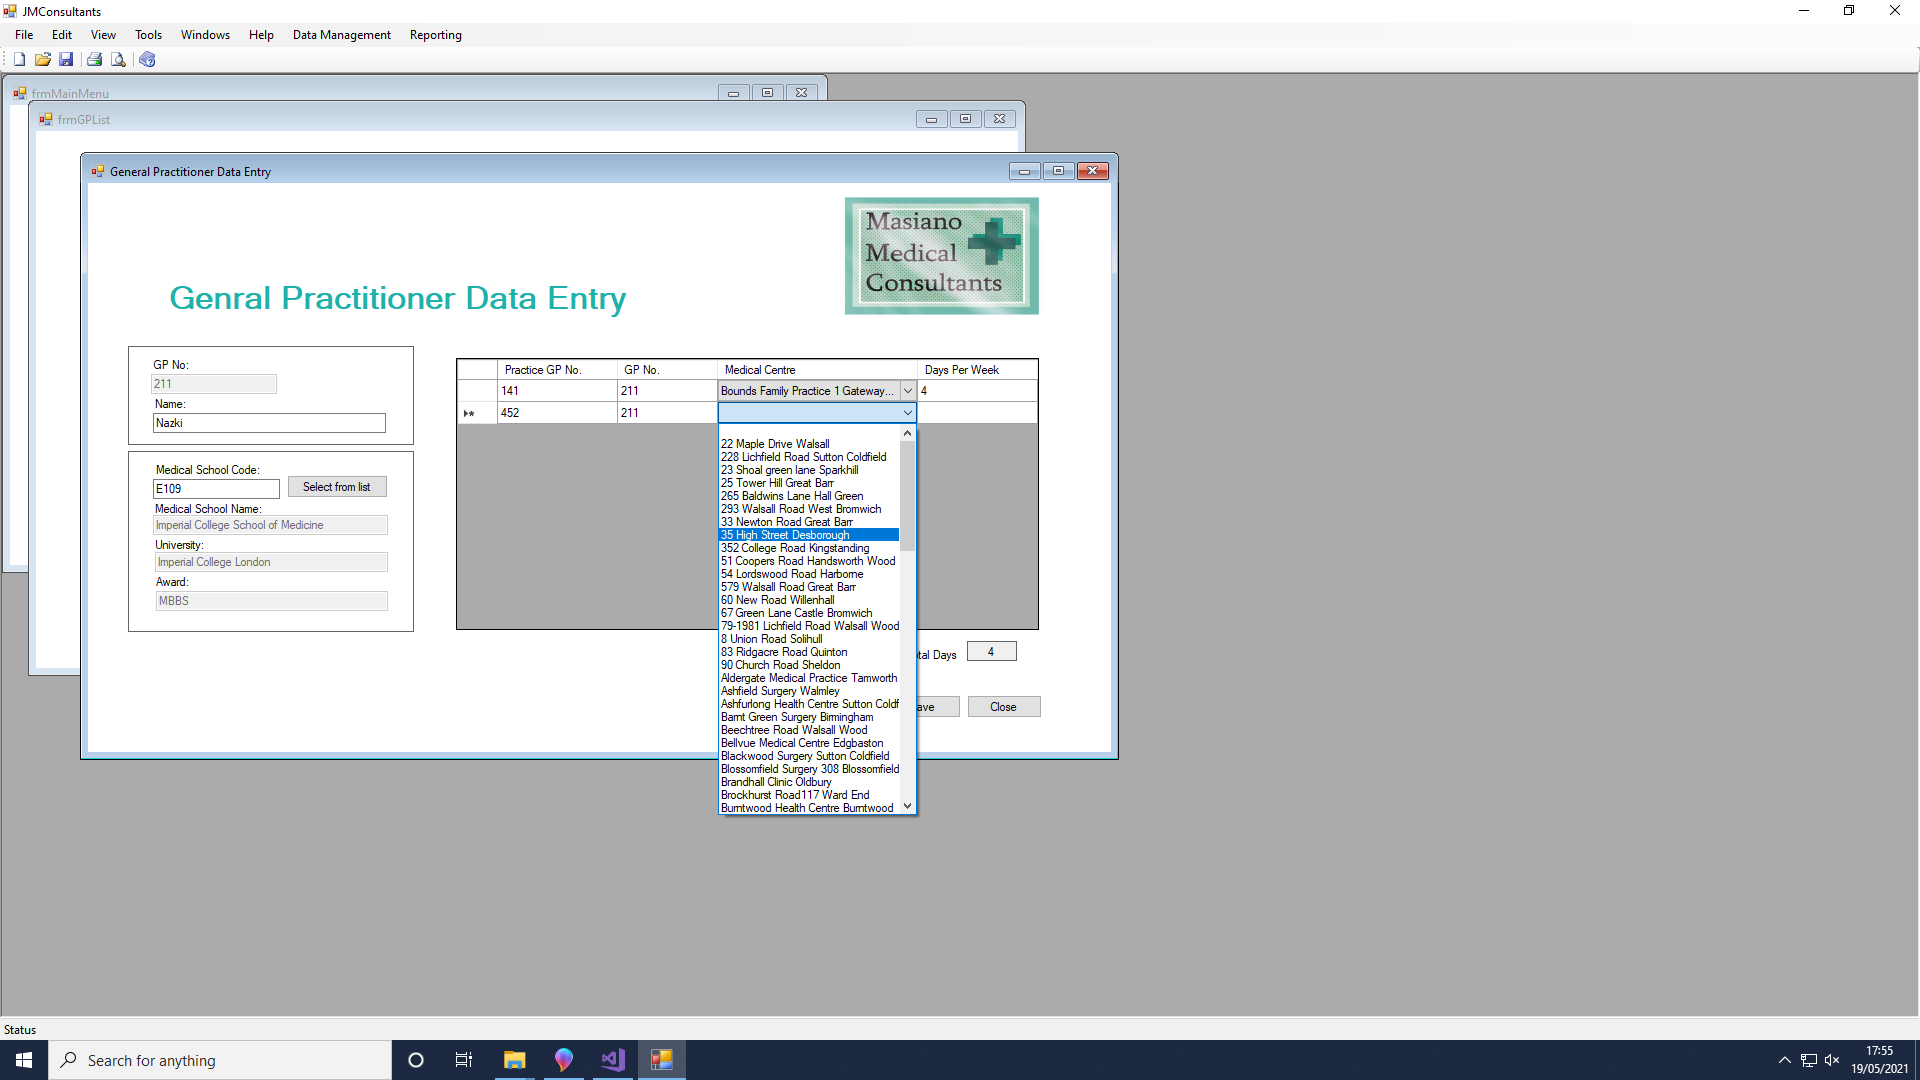 JMConsultants
File Edit View Tools Windows Help Data Management Reporting
frmMainMenu
frmGPList
General Practitioner Data Entry
Masiano
Medical
Consultants
Genral Practitioner Data Entry
GP No:
211
Name:
Nazki
Medical School Code:
E109 Select from list
Medical School Name:
Imperial College School of Medicine
University:
Imperial College London
Award:
MBBS
Practice GP No. GP No. Medical Centre Days Per Week
141 211 Bounds Family Practice 1 Gateway... 4
452 211
22 Maple Drive Walsall
228 Lichfield Road Sutton Coldfield
23 Shoal green lane Sparkhill
25 Tower Hill Great Barr
265 Baldwins Lane Hall Green
293 Walsall Road West Bromwich
33 Newton Road Great Barr
35 High Street Desborough
352 College Road Kingstanding
51 Coopers Road Handsworth Wood
54 Lordswood Road Harborne
579 Walsall Road Great Barr
60 New Road Willenhall
67 Green Lane Castle Bromwich
79-1981 Lichfield Road Walsall Wood
8 Union Road Solihull
83 Ridgacre Road Quinton
90 Church Road Sheldon
Aldergate Medical Practice Tamworth
Ashfield Surgery Walmley
Ashfurlong Health Centre Sutton Coldf
Barnt Green Surgery Birmingham
Beechtree Road Walsall Wood
Bellvue Medical Centre Edgbaston
Blackwood Surgery Sutton Coldfield
Blossomfield Surgery 308 Blossomfield
Brandhall Clinic Oldbury
Brockhurst Road117 Ward End
Burntwood Health Centre Burntwood
tal Days 4
ave Close
Status
Search for anything
17:55
19/05/2021